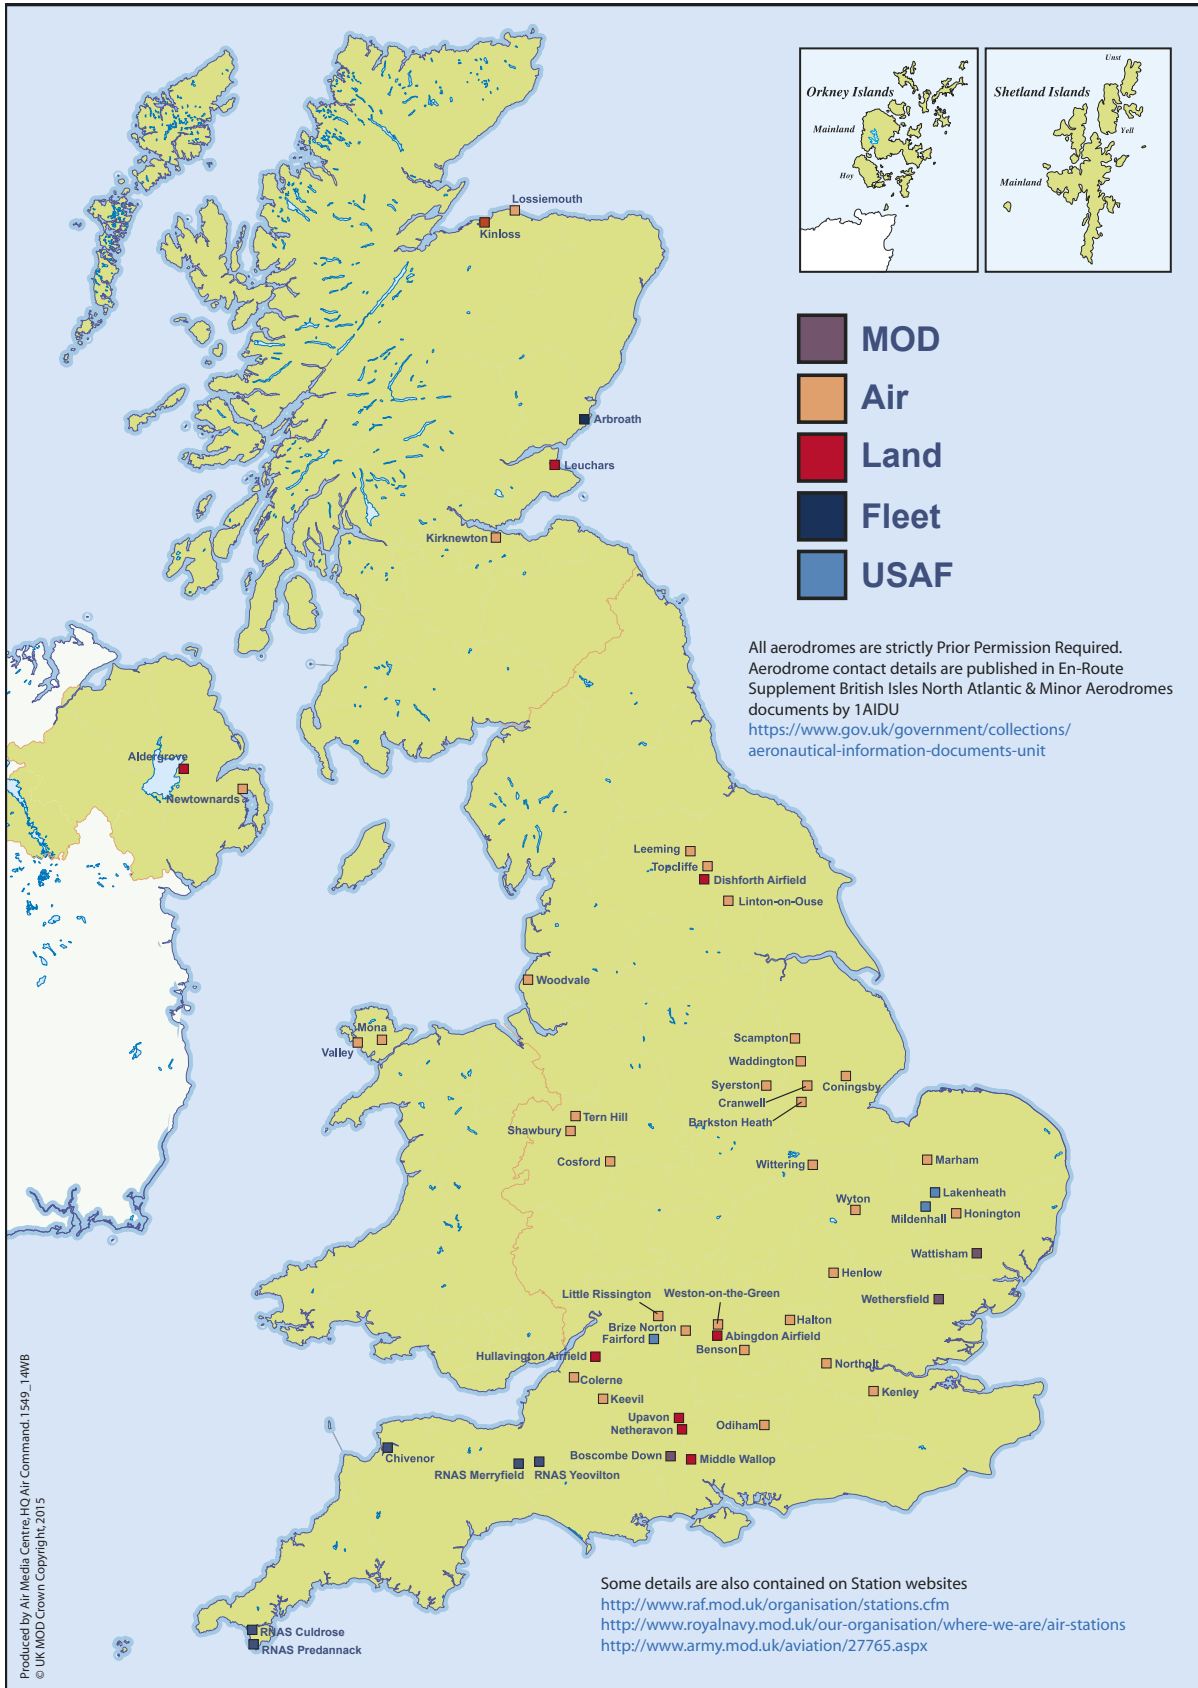 Orkney Islands
Mainland
Hoy
Shetland Islands
Unst
Yell
Mainland
Lossiemouth
Kinloss
MOD
Air
Land
Fleet
USAF
Arbroath
Leuchars
Kirknewton
All aerodromes are strictly Prior Permission Required.
Aerodrome contact details are published in En-Route
Supplement British Isles North Atlantic & Minor Aerodromes
documents by 1AIDU
https://www.gov.uk/government/collections/
aeronautical-information-documents-unit
Aldergrove
Newtownards
Leeming
Topcliffe
Dishforth Airfield
Linton-on-Ouse
Woodvale
Mona
Valley
Scampton
Waddington
Syerston
Coningsby
Cranwell
Barkston Heath
Tern Hill
Shawbury
Cosford
Wittering
Marham
Lakenheath
Wyton
Mildenhall
Honington
Wattisham
Henlow
Wethersfield
Little Rissington
Weston-on-the-Green
Brize Norton
Halton
Fairford
Abingdon Airfield
Benson
Hullavington Airfield
Northolt
Colerne
Kenley
Keevil
Upavon
Netheravon
Odiham
Chivenor
Boscombe Down
Middle Wallop
RNAS Merryfield
RNAS Yeovilton
RNAS Culdrose
RNAS Predannack
Some details are also contained on Station websites
http://www.raf.mod.uk/organisation/stations.cfm
http://www.royalnavy.mod.uk/our-organisation/where-we-are/air-stations
http://www.army.mod.uk/aviation/27765.aspx
Produced by Air Media Centre, HQ Air Command. 1549_14WB
© UK MOD Crown Copyright, 2015